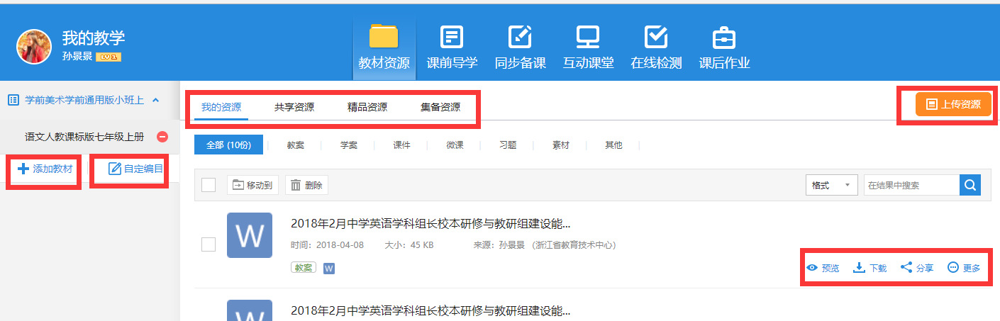 我的教学
孙景景 LV1
教材资源 课前导学 同步备课 互动课堂 在线检测 课后作业
学前美术学前通用版小班上
语文人教课标版七年级上册
添加教材 自定编目
我的资源 共享资源 精品资源 集备资源
上传资源
全部 (10份) 教案 学案 课件 微课 习题 素材 其他
移动到 删除 格式 在结果中搜索
W
2018年2月中学英语学科组长校本研修与教研组建设能...
时间：2018-04-08 大小：45 KB 来源：孙景景 （浙江省教育技术中心）
教案 W
预览 下载 分享 更多
W
2018年2月中学英语学科组长校本研修与教研组建设能...